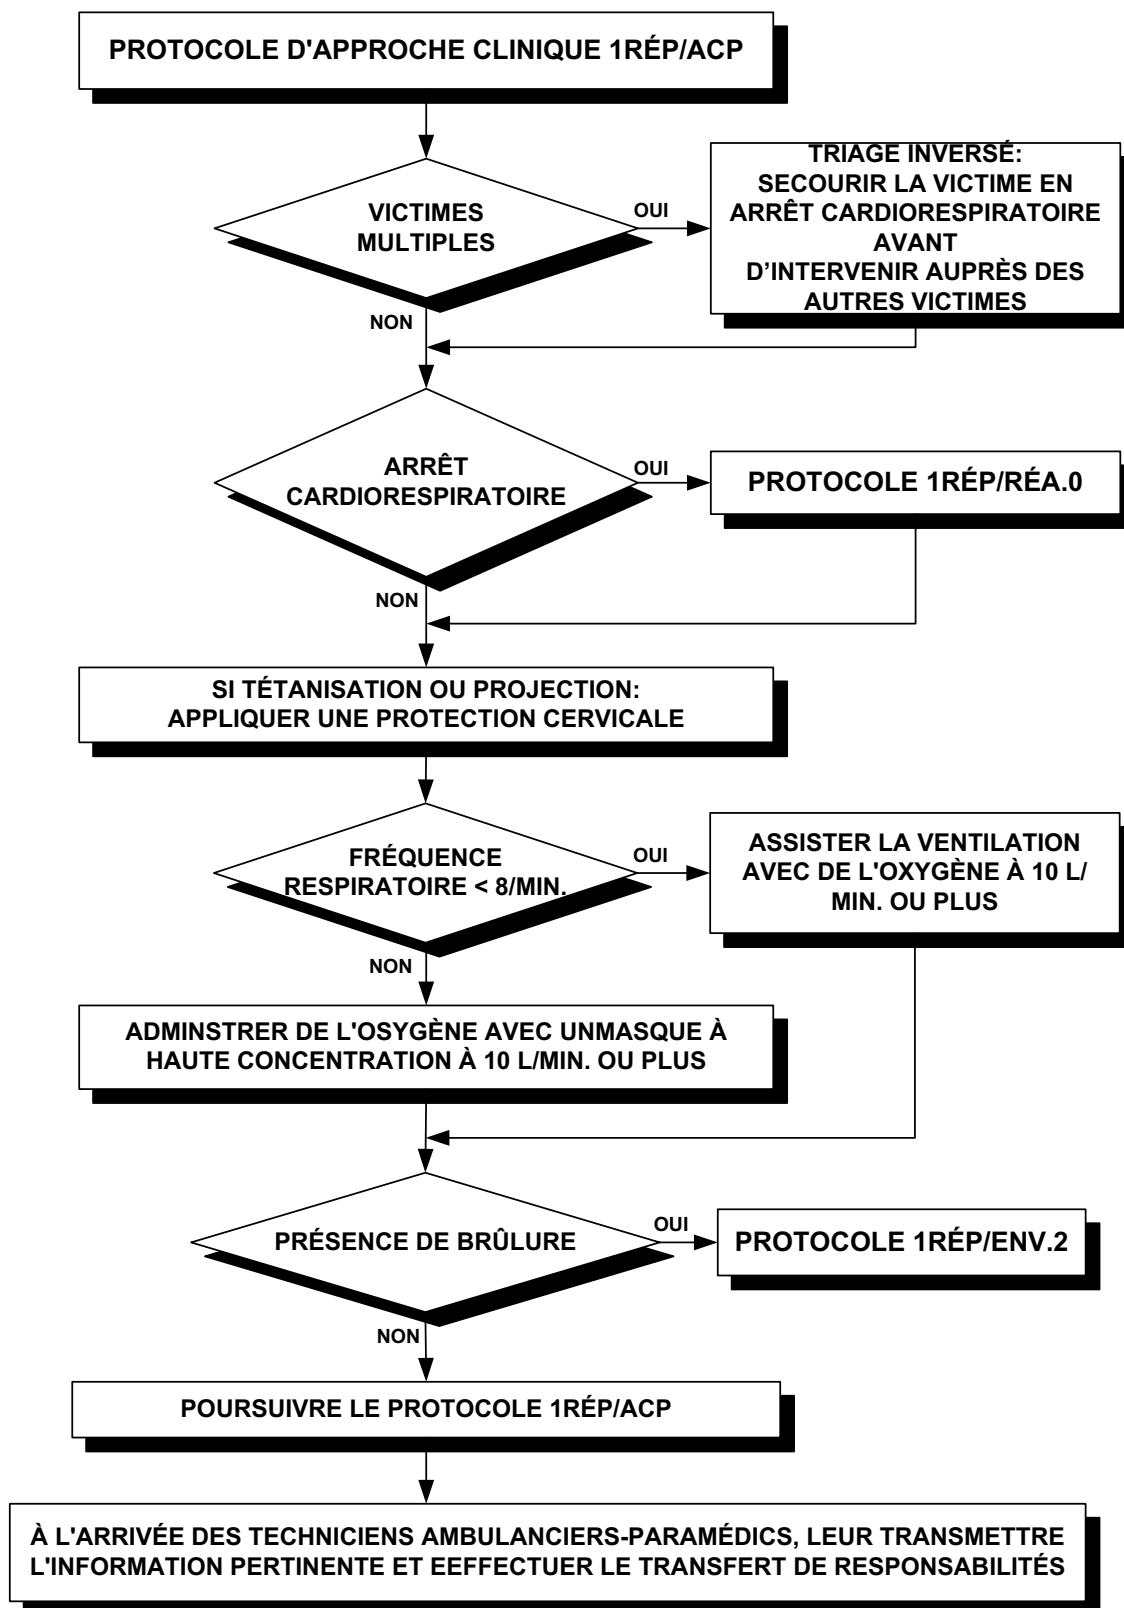 PROTOCOLE D'APPROCHE CLINIQUE 1RÉP/ACP
VICTIMES
MULTIPLES
OUI
TRIAGE INVERSÉ:
SECOURIR LA VICTIME EN
ARRÊT CARDIORESPIRATOIRE
AVANT
D'INTERVENIR AUPRÈS DES
AUTRES VICTIMES
NON
ARRÊT
CARDIORESPIRATOIRE
OUI
PROTOCOLE 1RÉP/RÉA.0
NON
SI TÉTANISATION OU PROJECTION:
APPLIQUER UNE PROTECTION CERVICALE
FRÉQUENCE
RESPIRATOIRE < 8/MIN.
OUI
ASSISTER LA VENTILATION
AVEC DE L'OXYGÈNE À 10 L/
MIN. OU PLUS
NON
ADMINSTRER DE L'OSYGÈNE AVEC UNMASQUE À
HAUTE CONCENTRATION À 10 L/MIN. OU PLUS
PRÉSENCE DE BRÛLURE
OUI
PROTOCOLE 1RÉP/ENV.2
NON
POURSUIVRE LE PROTOCOLE 1RÉP/ACP
À L'ARRIVÉE DES TECHNICIENS AMBULANCIERS-PARAMÉDICS, LEUR TRANSMETTRE
L'INFORMATION PERTINENTE ET EEFFECTUER LE TRANSFERT DE RESPONSABILITÉS